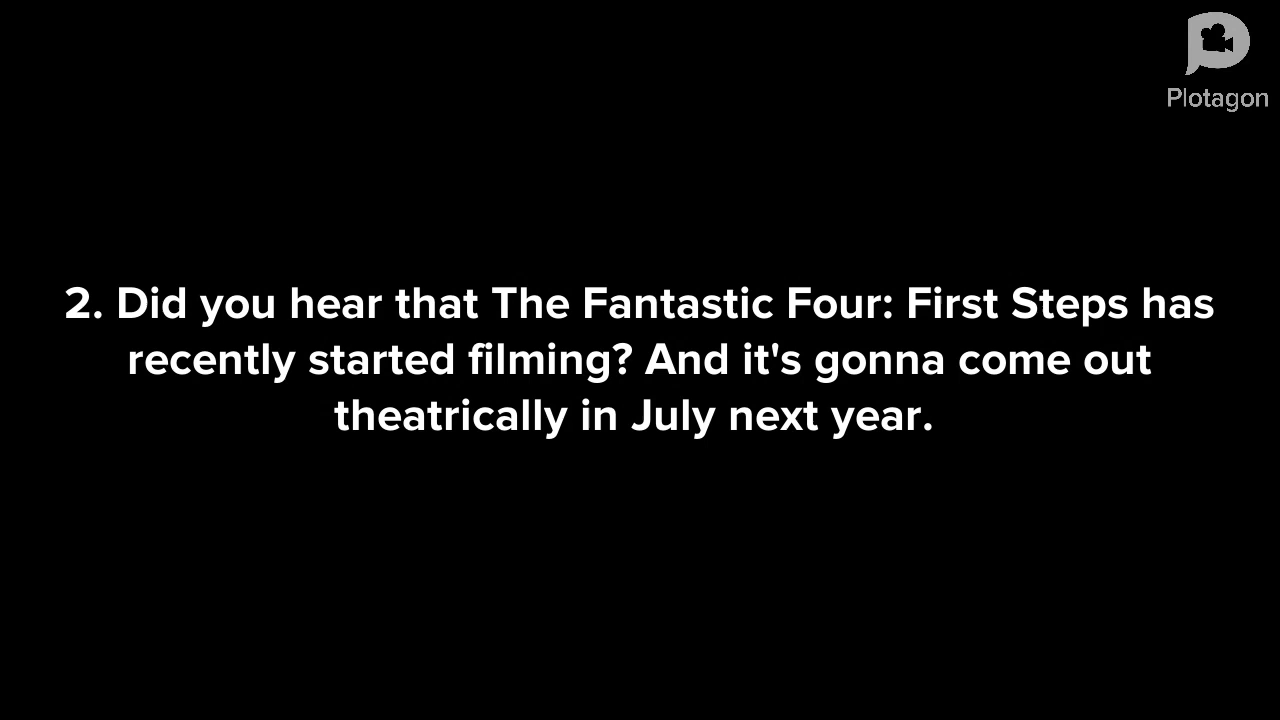 Plotagon
2. Did you hear that The Fantastic Four: First Steps has
recently started filming? And it's gonna come out
theatrically in July next year.